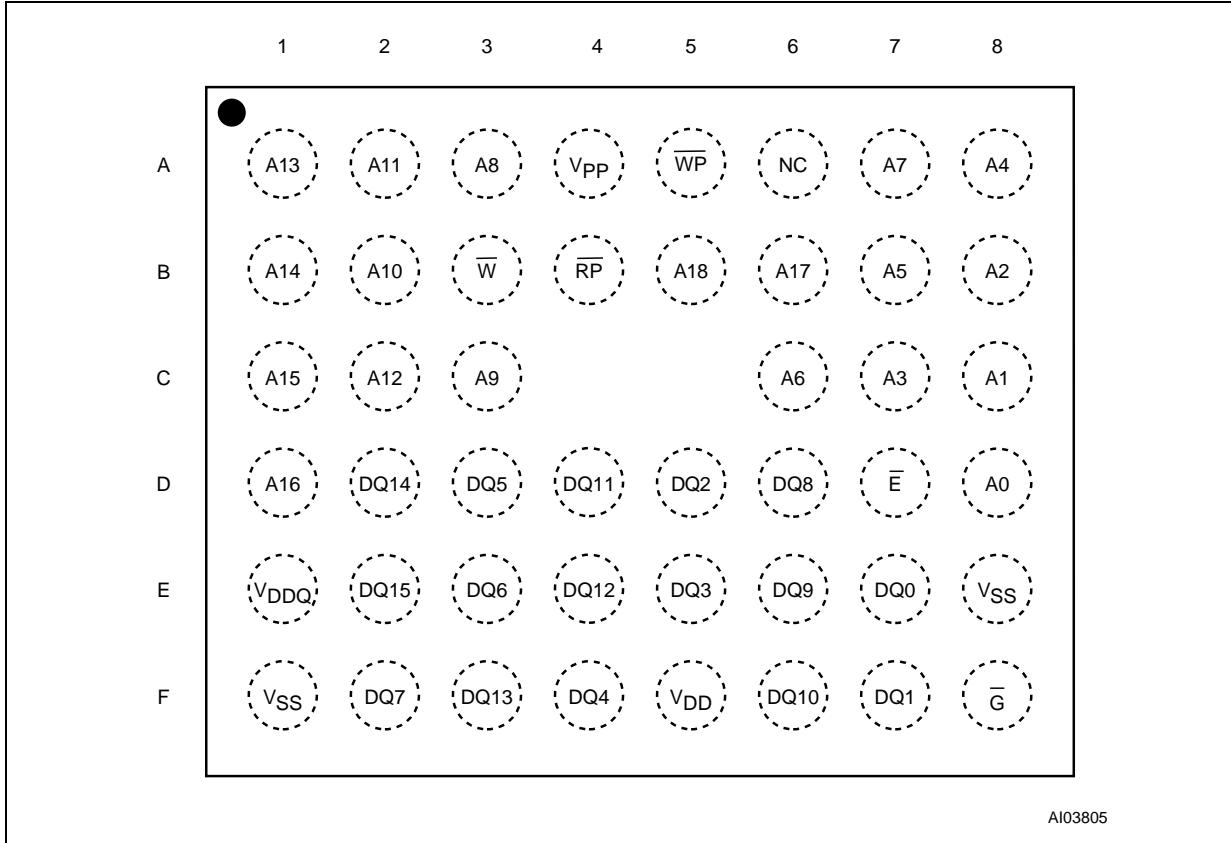 1 2 3 4 5 6 7 8
A A13 A11 A8 VPP W̅P̅ NC A7 A4
B A14 A10 W̅ R̅P̅ A18 A17 A5 A2
C A15 A12 A9 A6 A3 A1
D A16 DQ14 DQ5 DQ11 DQ2 DQ8 E̅ A0
E VDDQ DQ15 DQ6 DQ12 DQ3 DQ9 DQ0 VSS
F VSS DQ7 DQ13 DQ4 VDD DQ10 DQ1 G̅
AI03805